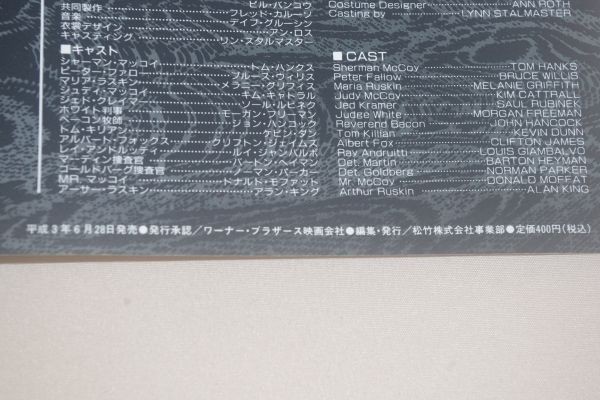 ビル・バンコウ
共同製作 フレッド・カルーソ
音楽 デイブ・グルーシン
衣裳デザイン アン・ロス
キャスティング リン・スタルマスター
■キャスト
シャーマン・マッコイ トム・ハンクス
ピーター・ファロー ブルース・ウィリス
マリア・ラスキン メラニー・グリフィス
ジュディ・マッコイ キム・キャトラル
ジェド・クレイマー ソール・ルビネク
ホワイト判事 モーガン・フリーマン
ベーコン牧師 ジョン・ハンコック
トム・キリアン ケビン・ダン
アルバート・フォックス クリフトン・ジェイムス
レイ・アンドルッティ ルイ・ジャンバルボ
マーティン捜査官 バートン・ヘイマン
ゴールドバーグ捜査官 ノーマン・パーカー
MR.マッコイ ドナルト・モファット
アーサー・ラスキン アラン・キング
Costume Designer ANN ROTH
Casting by LYNN STALMASTER
■CAST
Sherman McCoy TOM HANKS
Peter Fallow BRUCE WILLIS
Maria Ruskin MELANIE GRIFFITH
Judy McCoy KIM CATTRALL
Jed Kramer SAUL RUBINEK
Judge White MORGAN FREEMAN
Reverend Bacon JOHN HANCOCK
Tom Killian KEVIN DUNN
Albert Fox CLIFTON JAMES
Ray Andruitti LOUIS GIAMBALVO
Det. Martin BARTON HEYMAN
Det. Goldberg NORMAN PARKER
Mr. McCoy DONALD MOFFAT
Arthur Ruskin ALAN KING
平成3年6月28日発売●発行承認/ワーナー・ブラザース映画会社●編集・発行/松竹株式会社事業部●定価400円(税込)